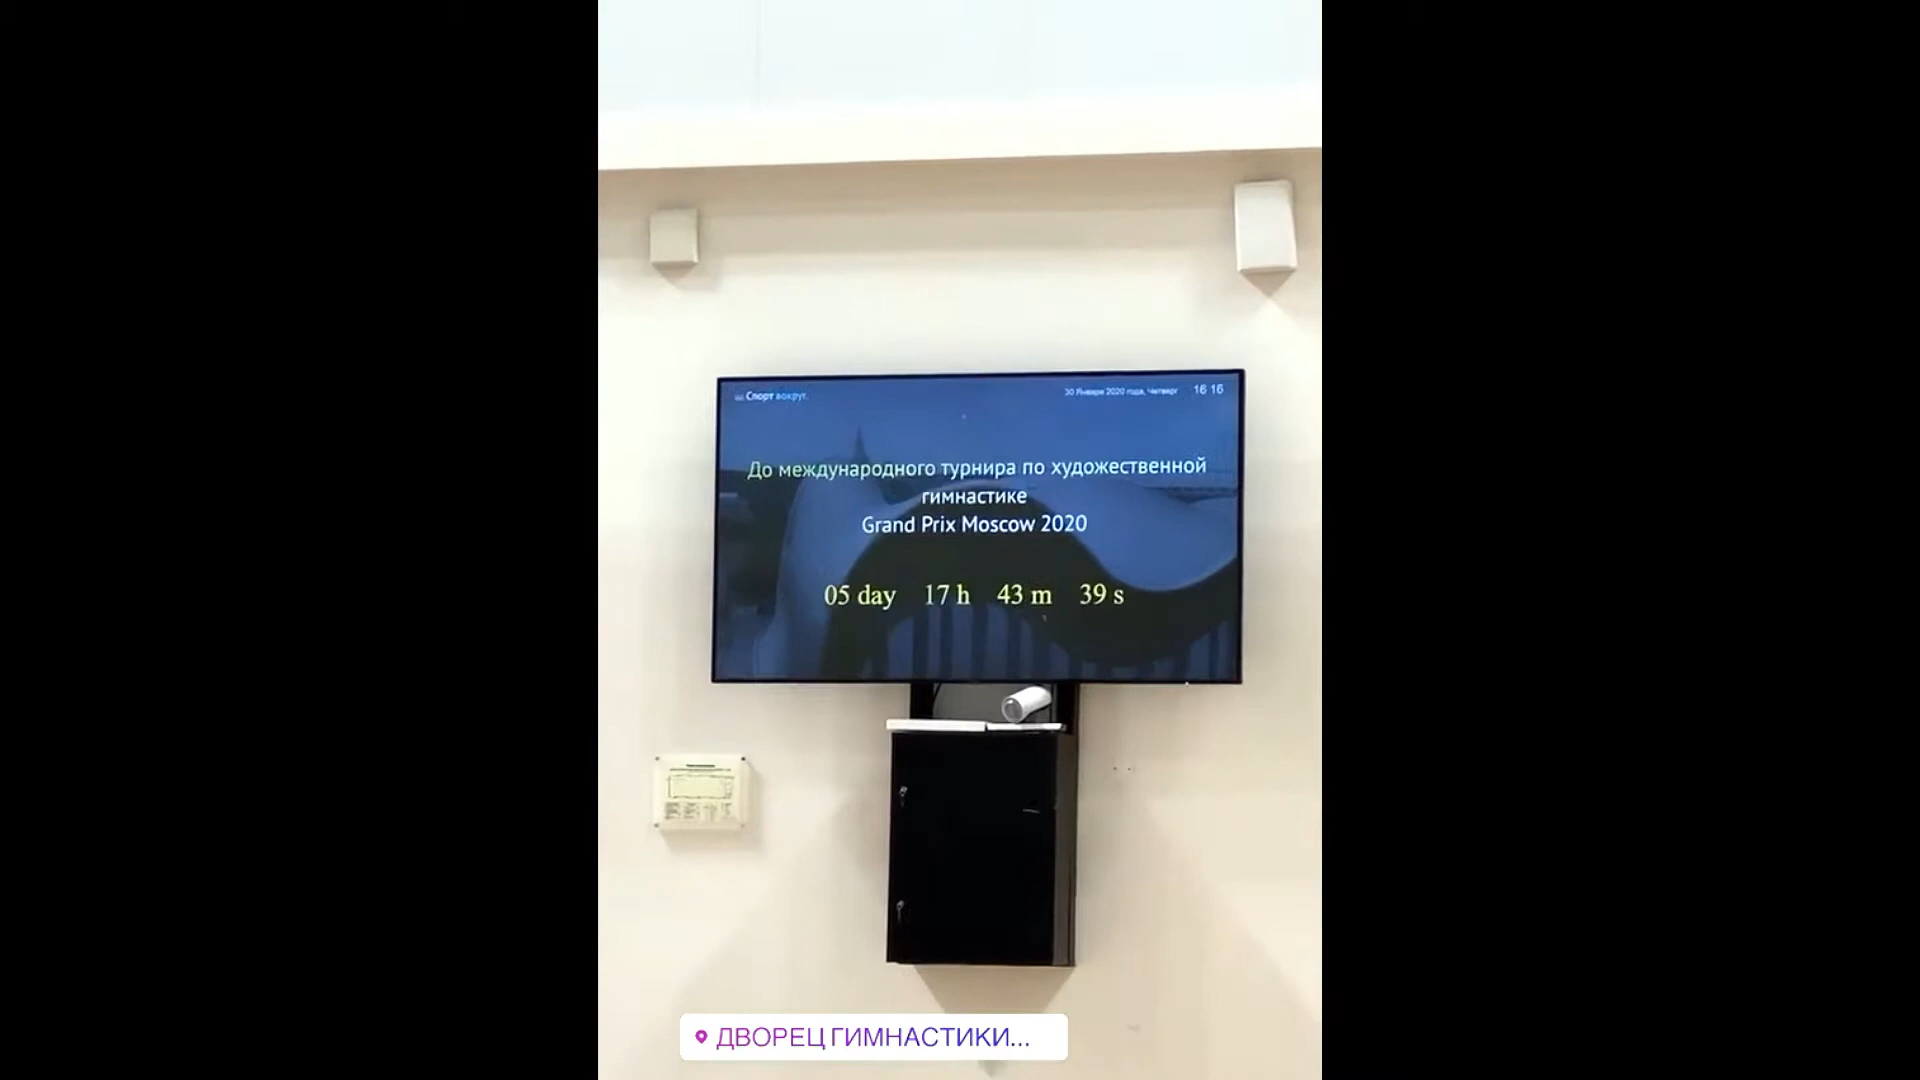 Спорт вокруг.
30 Января 2020 года, Четверг 16 16
До международного турнира по художественной
гимнастике
Grand Prix Moscow 2020
05 day 17 h 43 m 39 s
ДВОРЕЦ ГИМНАСТИКИ...